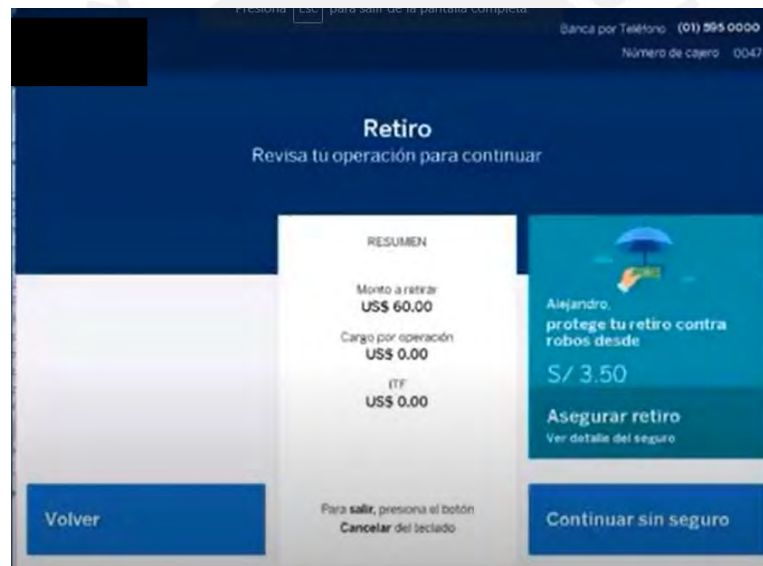 Presiona Esc para salir de la pantalla completa
Banca por Teléfono (01) 595 0000
Número de cajero 0047
Retiro
Revisa tu operación para continuar
RESUMEN
Monto a retirar
US$ 60.00
Cargo por operación
US$ 0.00
ITF
US$ 0.00
Para salir, presiona el botón
Cancelar del teclado
Alejandro,
protege tu retiro contra
robos desde
S/ 3.50
Asegurar retiro
Ver detalle del seguro
Volver
Continuar sin seguro